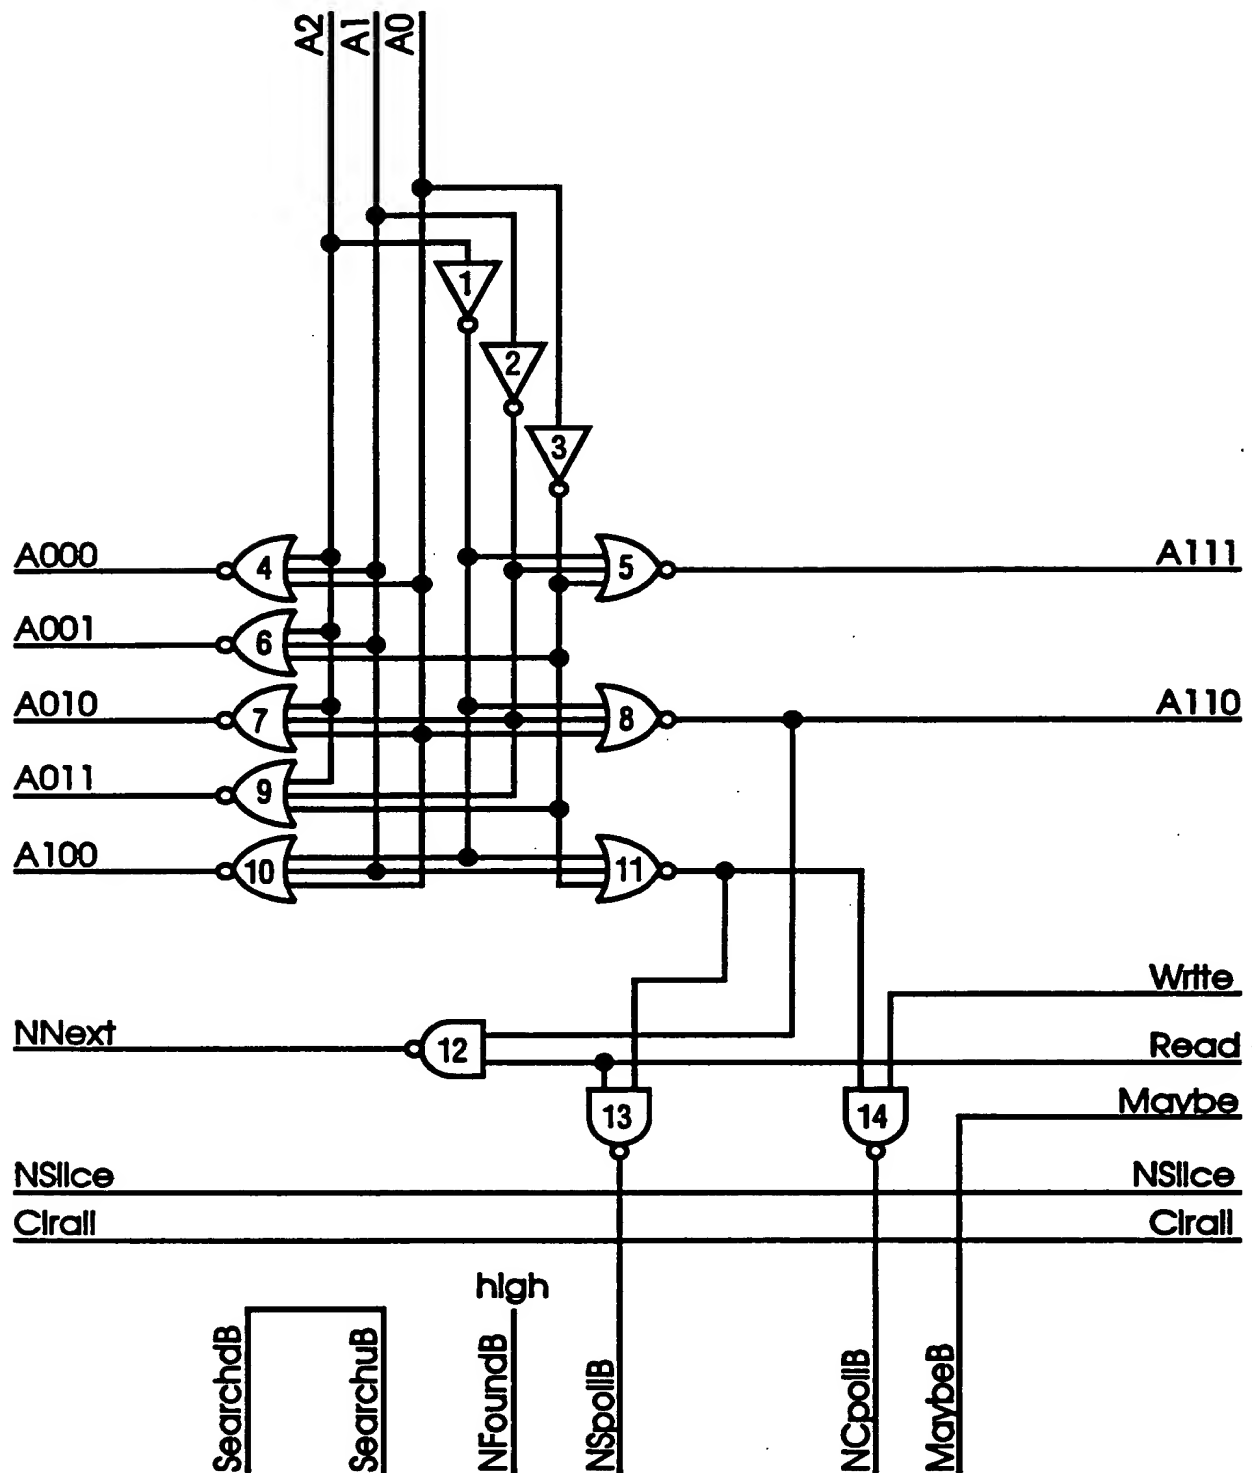 A2 A1 A0
1
2
3
A000 4 5 A111
A001 6
A010 7 8 A110
A011 9
A100 10 11
Write
NNext 12 Read
13 14 Maybe
NSlice NSlice
Clrall Clrall
high
SearchdB SearchuB NFoundB NSpollB NCpollB MaybeB